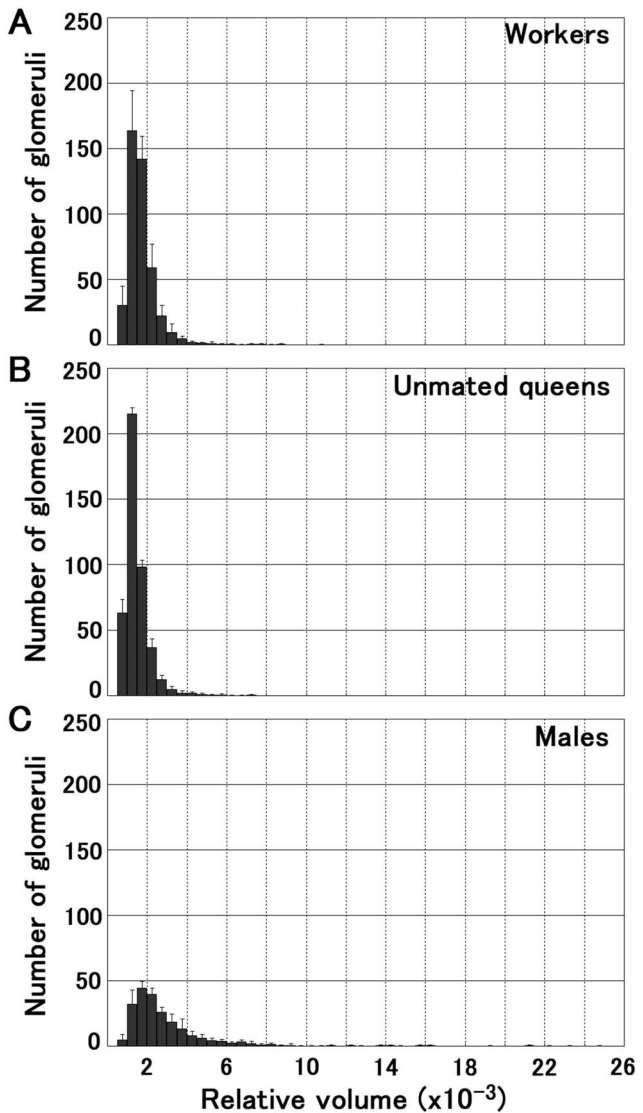 A
Workers
Number of glomeruli
250
200
150
100
50
0
B
Unmated queens
Number of glomeruli
250
200
150
100
50
0
C
Males
Number of glomeruli
250
200
150
100
50
0
2 6 10 14 18 22 26
Relative volume (x10⁻³)